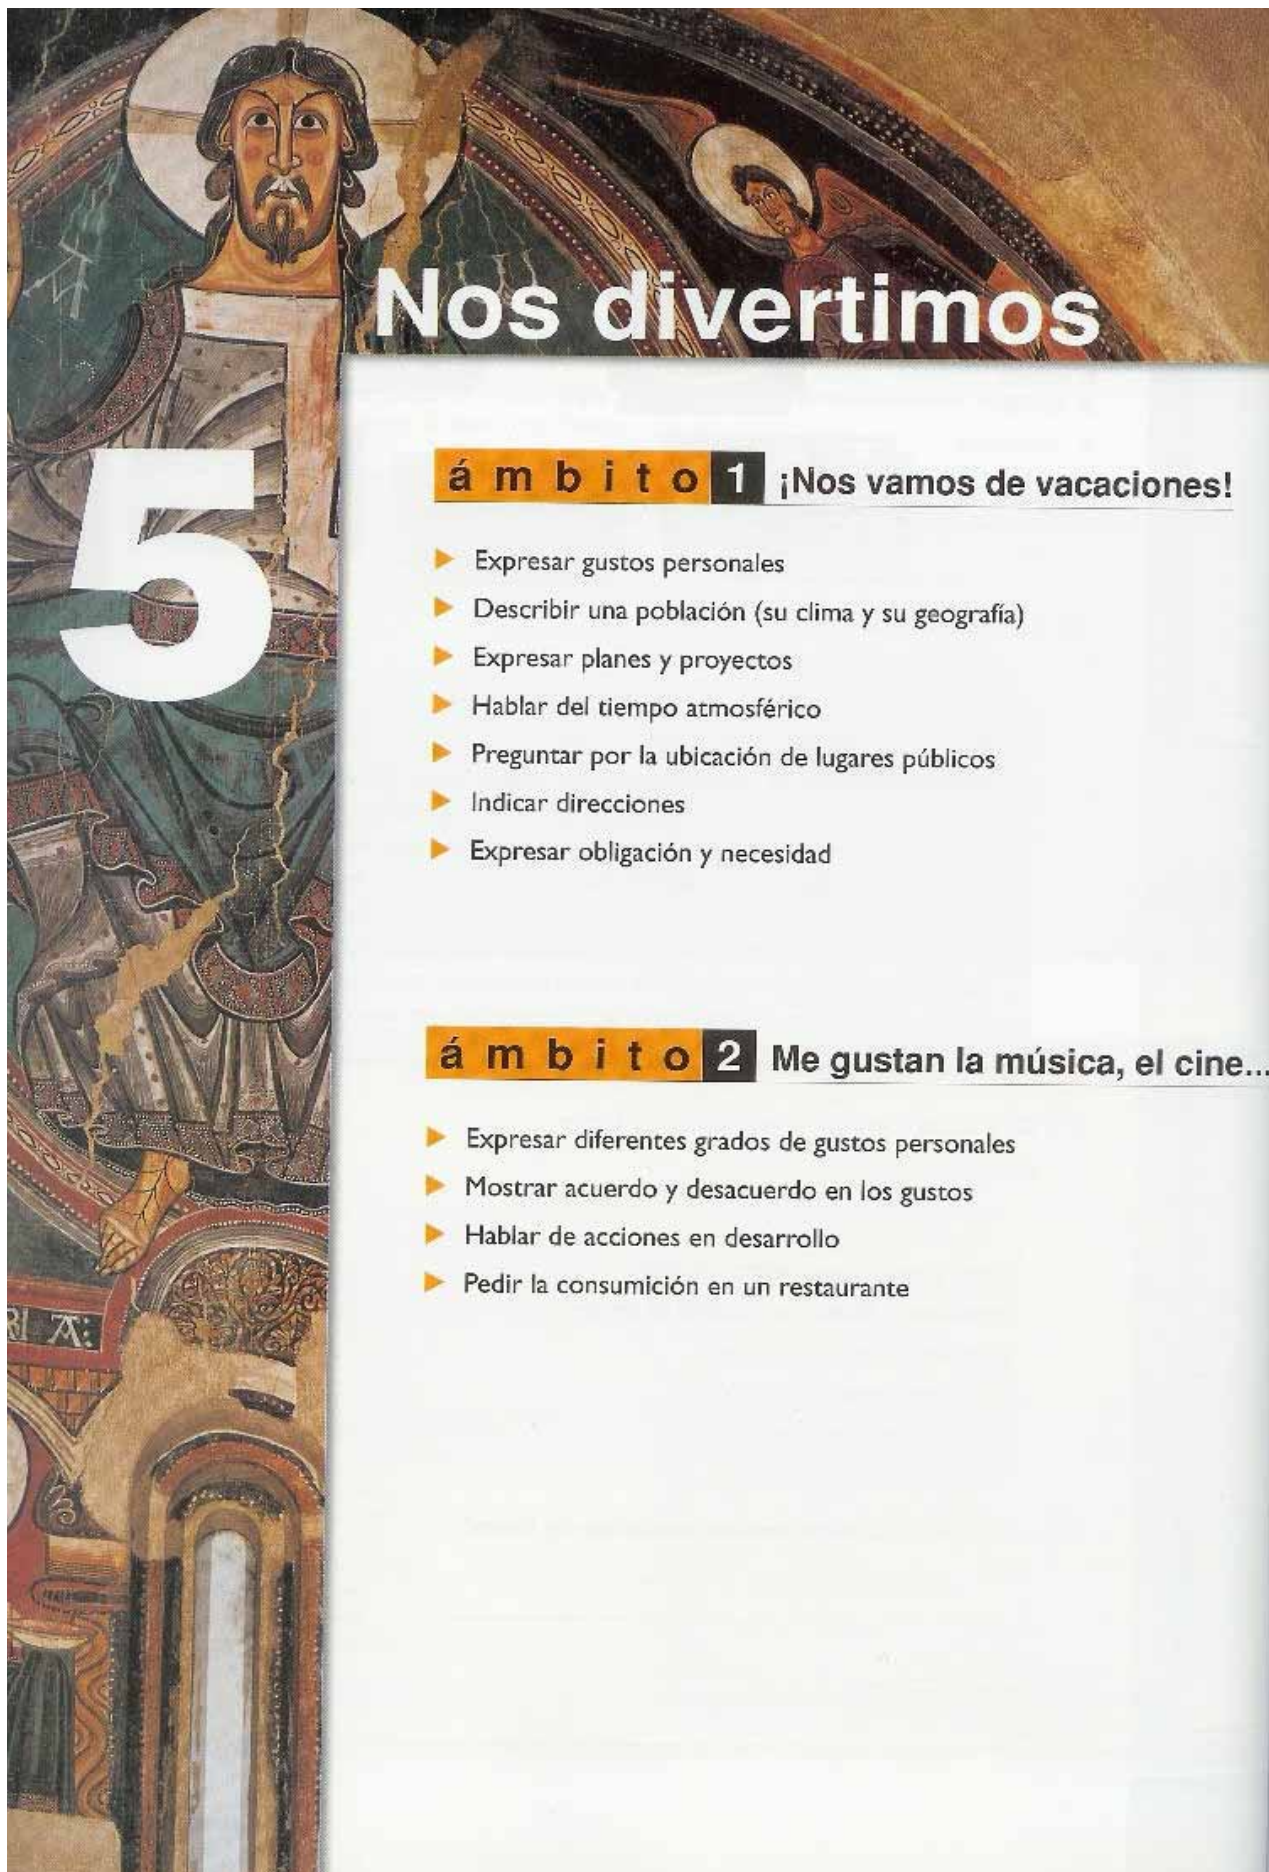 Nos divertimos
5
ámbito 1 ¡Nos vamos de vacaciones!
Expresar gustos personales
Describir una población (su clima y su geografía)
Expresar planes y proyectos
Hablar del tiempo atmosférico
Preguntar por la ubicación de lugares públicos
Indicar direcciones
Expresar obligación y necesidad
ámbito 2 Me gustan la música, el cine...
Expresar diferentes grados de gustos personales
Mostrar acuerdo y desacuerdo en los gustos
Hablar de acciones en desarrollo
Pedir la consumición en un restaurante